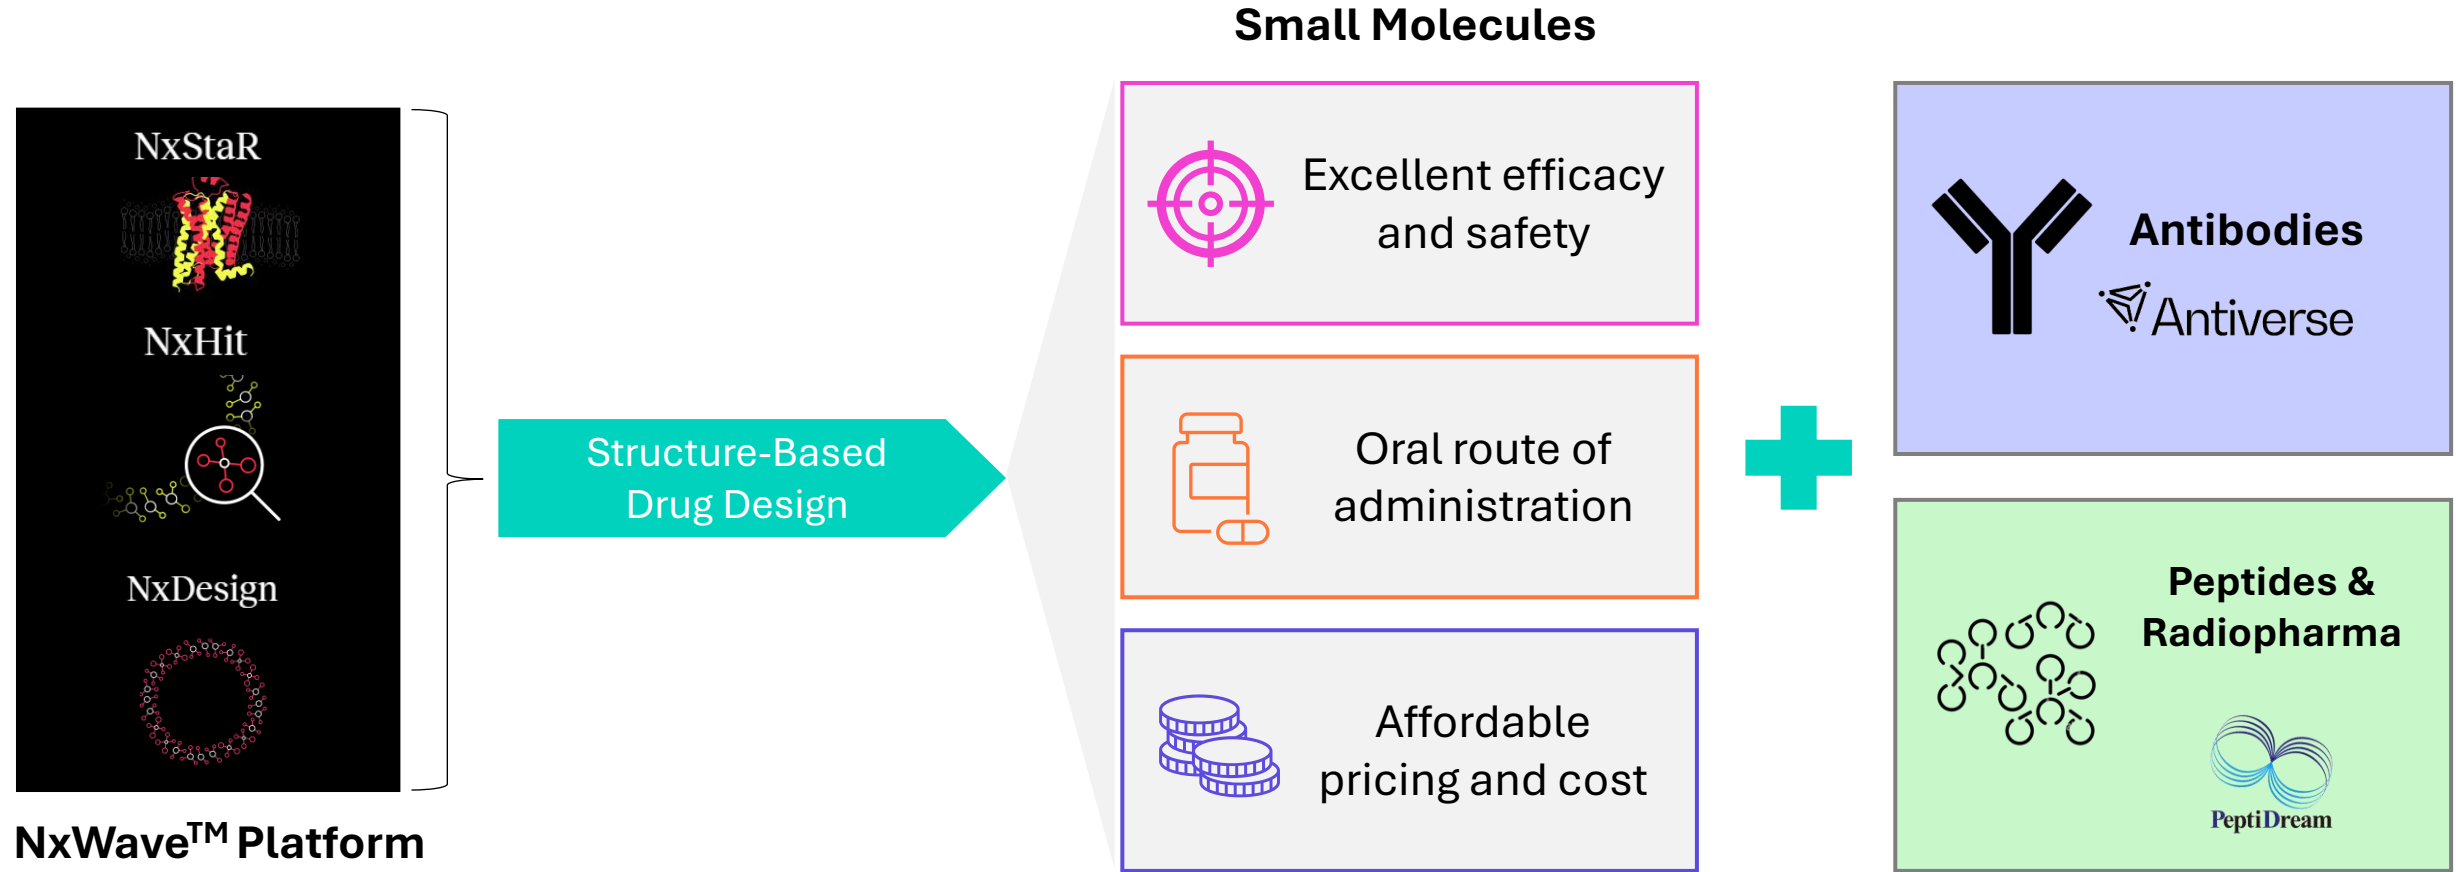 NxStaR
NxHit
NxDesign
NxWave™ Platform
Structure-Based
Drug Design
Small Molecules
Excellent efficacy
and safety
Oral route of
administration
Affordable
pricing and cost
Antibodies
Antiverse
Peptides &
Radiopharma
PeptiDream